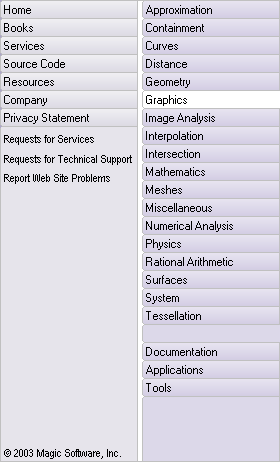 Home
Books
Services
Source Code
Resources
Company
Privacy Statement
Requests for Services
Requests for Technical Support
Report Web Site Problems
© 2003 Magic Software, Inc.
Approximation
Containment
Curves
Distance
Geometry
Graphics
Image Analysis
Interpolation
Intersection
Mathematics
Meshes
Miscellaneous
Numerical Analysis
Physics
Rational Arithmetic
Surfaces
System
Tessellation
Documentation
Applications
Tools